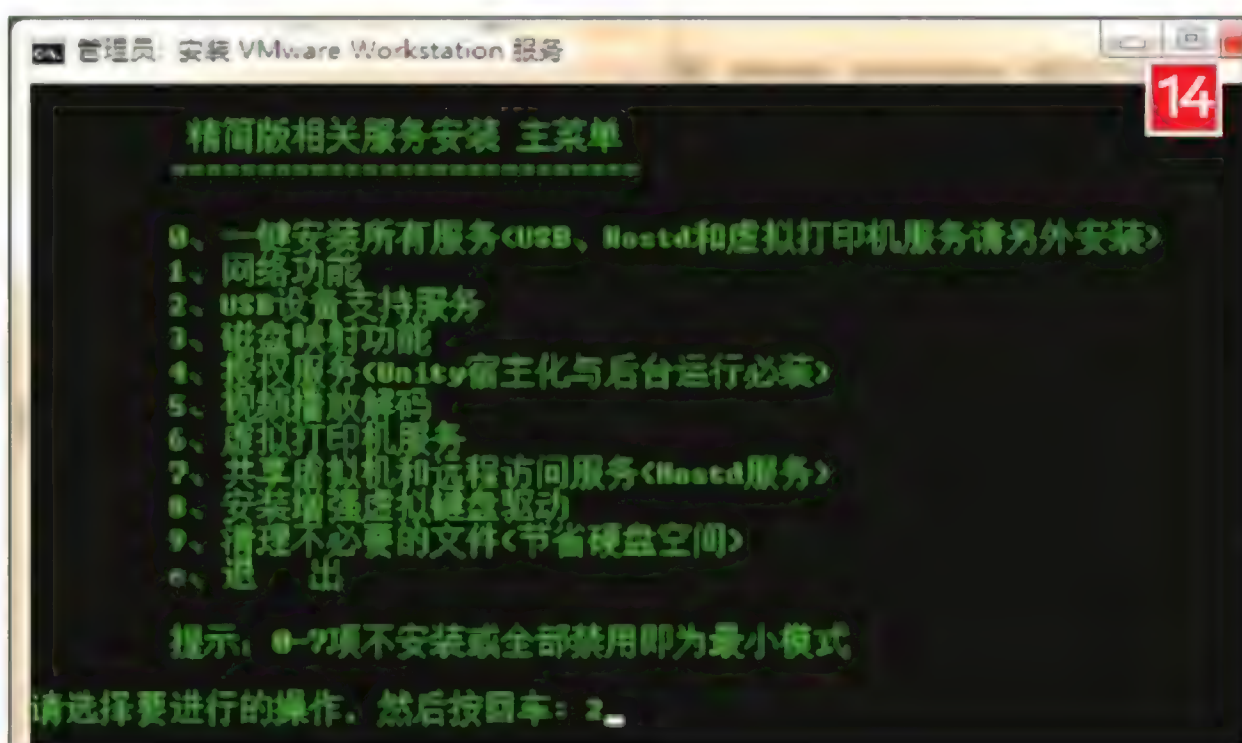 管理员: 安装 VMware Workstation 服务
14
精简版相关服务安装 主菜单
0、一键安装所有服务<USB、Hostd和虚拟打印机服务请另外安装>
1、网络功能
2、USB设备支持服务
3、磁盘映射功能
4、授权服务<Unity宿主化与后台运行必装>
5、视频播放解码
6、虚拟打印机服务
7、共享虚拟机和远程访问服务<Hostd服务>
8、安装增强虚拟键盘驱动
9、清理不必要的文件<节省硬盘空间>
e、退 出
提示: 0-7项不安装或全部禁用即为最小模式
请选择要进行的操作，然后按回车: 2_